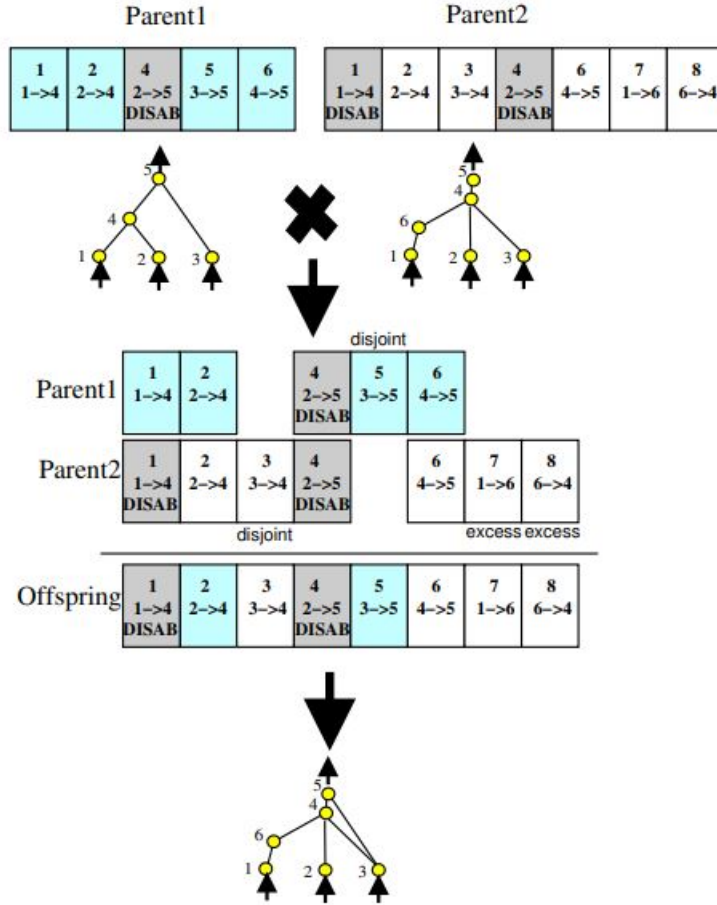 Parent1 Parent2
1 2 4 5 6 1 2 3 4 6 7 8
1->4 2->4 2->5 3->5 4->5 1->4 2->4 3->4 2->5 4->5 1->6 6->4
DISAB DISAB DISAB
5 5
4 4
6
1 2 3 1 2 3
disjoint
Parent1
1 2 4 5 6
1->4 2->4 2->5 3->5 4->5
DISAB
Parent2
1 2 3 4 6 7 8
1->4 2->4 3->4 2->5 4->5 1->6 6->4
DISAB DISAB
disjoint excess excess
Offspring
1 2 3 4 5 6 7 8
1->4 2->4 3->4 2->5 3->5 4->5 1->6 6->4
DISAB DISAB
5
4
6
1 2 3